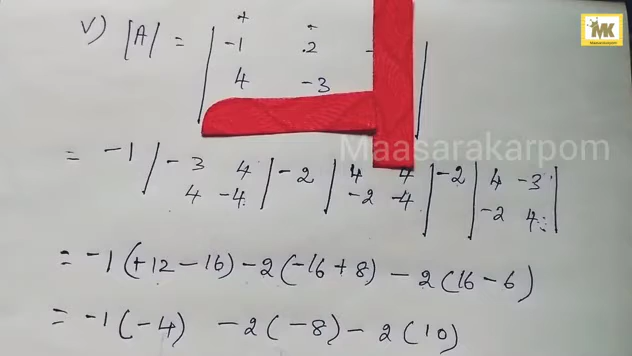 MK
Maasarakarpom
+ -
V) |A| = | -1 2 - |
4 -3
Maasarakarpom
= -1 | -3 4 | -2 | 4 4 | -2 | 4 -3 |
4 -4 -2 -4 -2 4
= -1 (+12 - 16) - 2 (-16 + 8) - 2 (16 - 6)
= -1 (-4) - 2 (-8) - 2 (10)